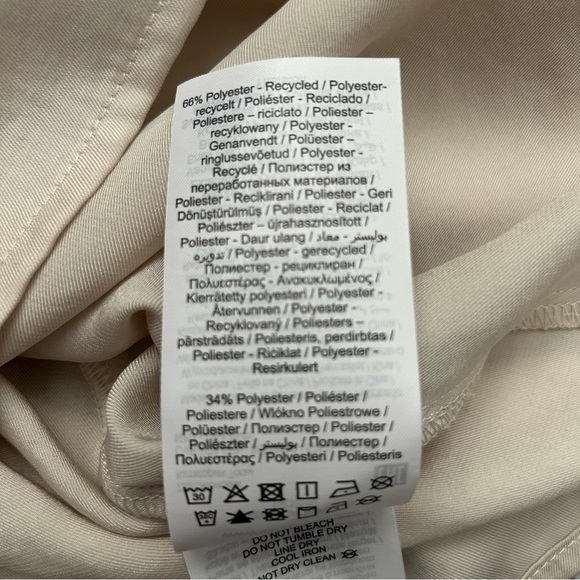 66% Polyester - Recycled / Polyester-
recycelt / Poliéster - Reciclado /
Poliestere – riciclato / Poliester –
recyklowany / Polyester -
Genanvendt / Polüester –
ringlussevõetud / Polyester -
Recyclé / Полиэстер из
переработанных материалов /
Poliester - Reciklirani / Polyester - Geri
Dönüştürülmüş / Poliester - Reciclat /
Poliészter – újrahasznosított /
Poliester - Daur ulang / بوليستر - معاد
تدويره / Polyester - gerecycled /
Полиестер - рециклиран /
Πολυεστέρας - Ανακυκλωμένος /
Kierrätetty polyesteri / Polyester -
Återvunnen / Polyester -
Recyklovaný / Poliesters –
pārstrādāts / Poliesteris, perdirbtas /
Poliester - Riċiklat / Polyester -
Resirkulert
34% Polyester / Poliéster /
Poliestere / Włókno Poliestrowe /
Polüester / Полиэстер / Poliester /
Poliészter / بوليستر / Полиестер /
Πολυεστέρας / Polyesteri / Poliesteris
30
DO NOT BLEACH
DO NOT TUMBLE DRY
LINE DRY
COOL IRON
NOT DRY CLEAN